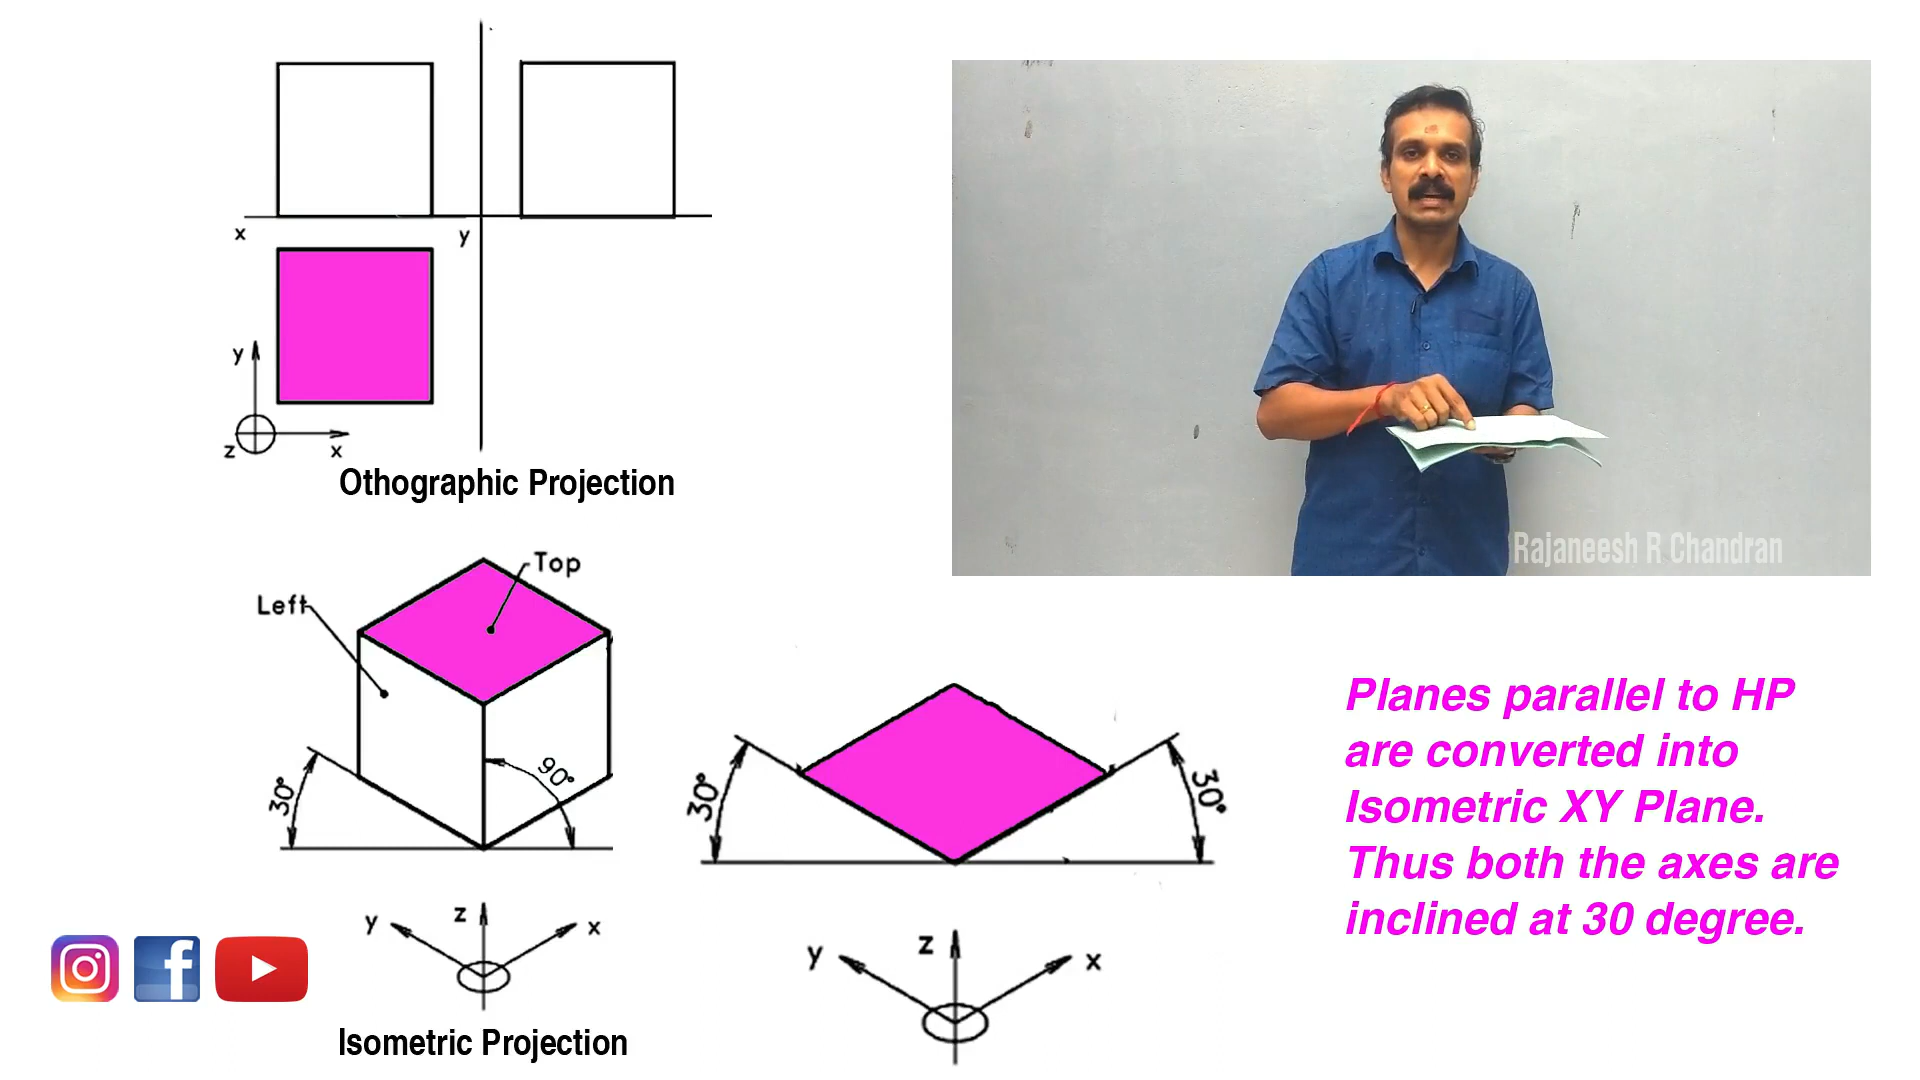 x
y
y
z
x
Othographic Projection
Rajaneesh R Chandran
Top
Left
30°
90°
y
z
x
Isometric Projection
30°
30°
y
z
x
Planes parallel to HP
are converted into
Isometric XY Plane.
Thus both the axes are
inclined at 30 degree.